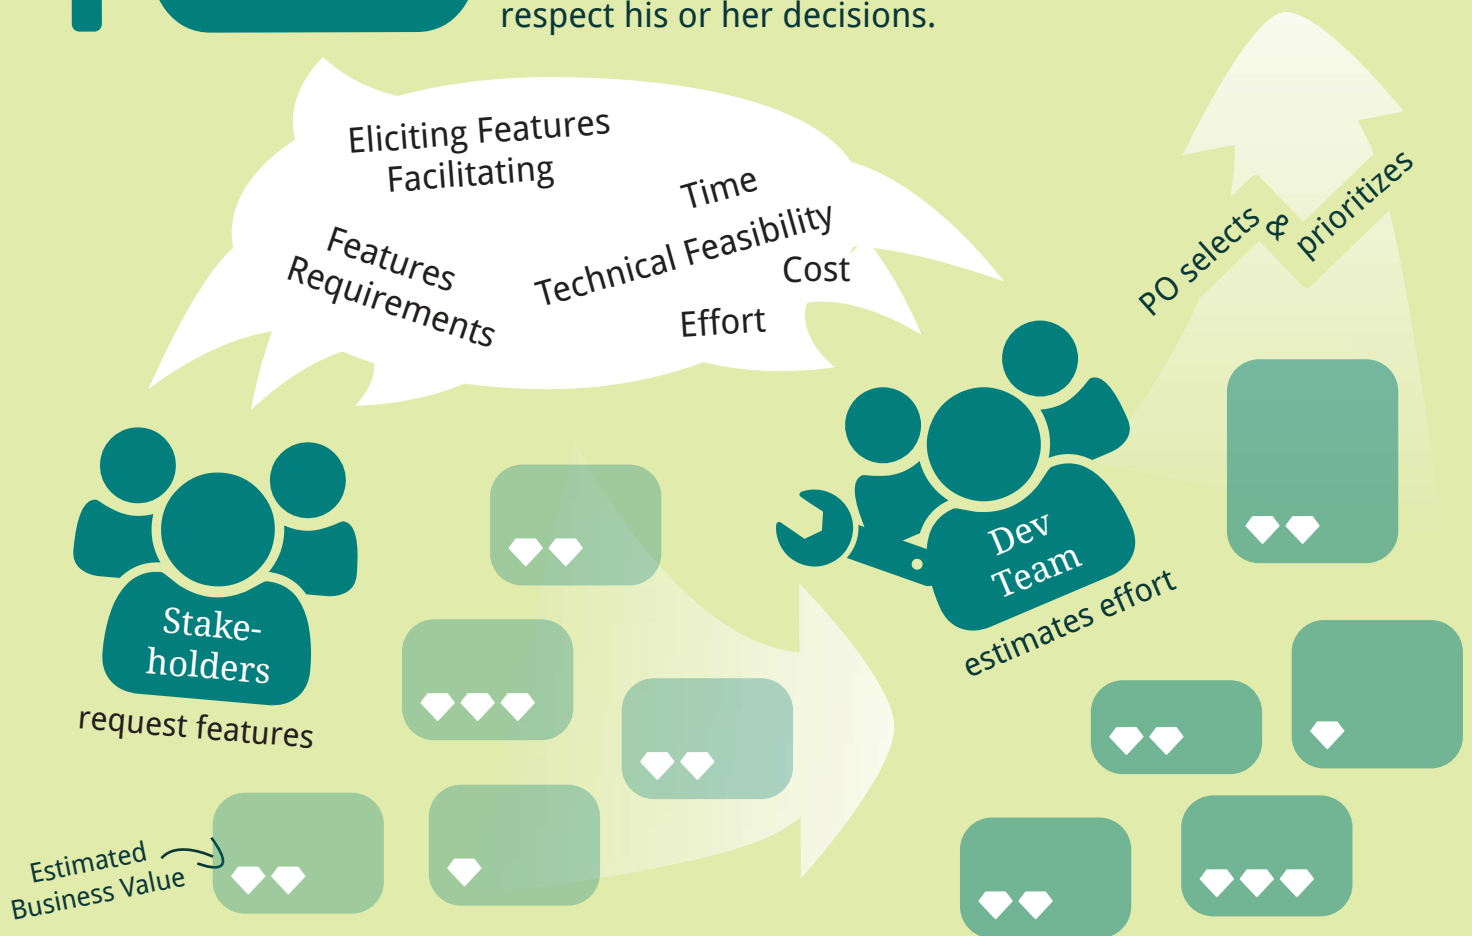 respect his or her decisions.
Eliciting Features
Facilitating
Time
Technical Feasibility
Cost
Effort
Features
Requirements
PO selects
&
prioritizes
Stake-
holders
request features
Dev
Team
estimates effort
Estimated
Business Value